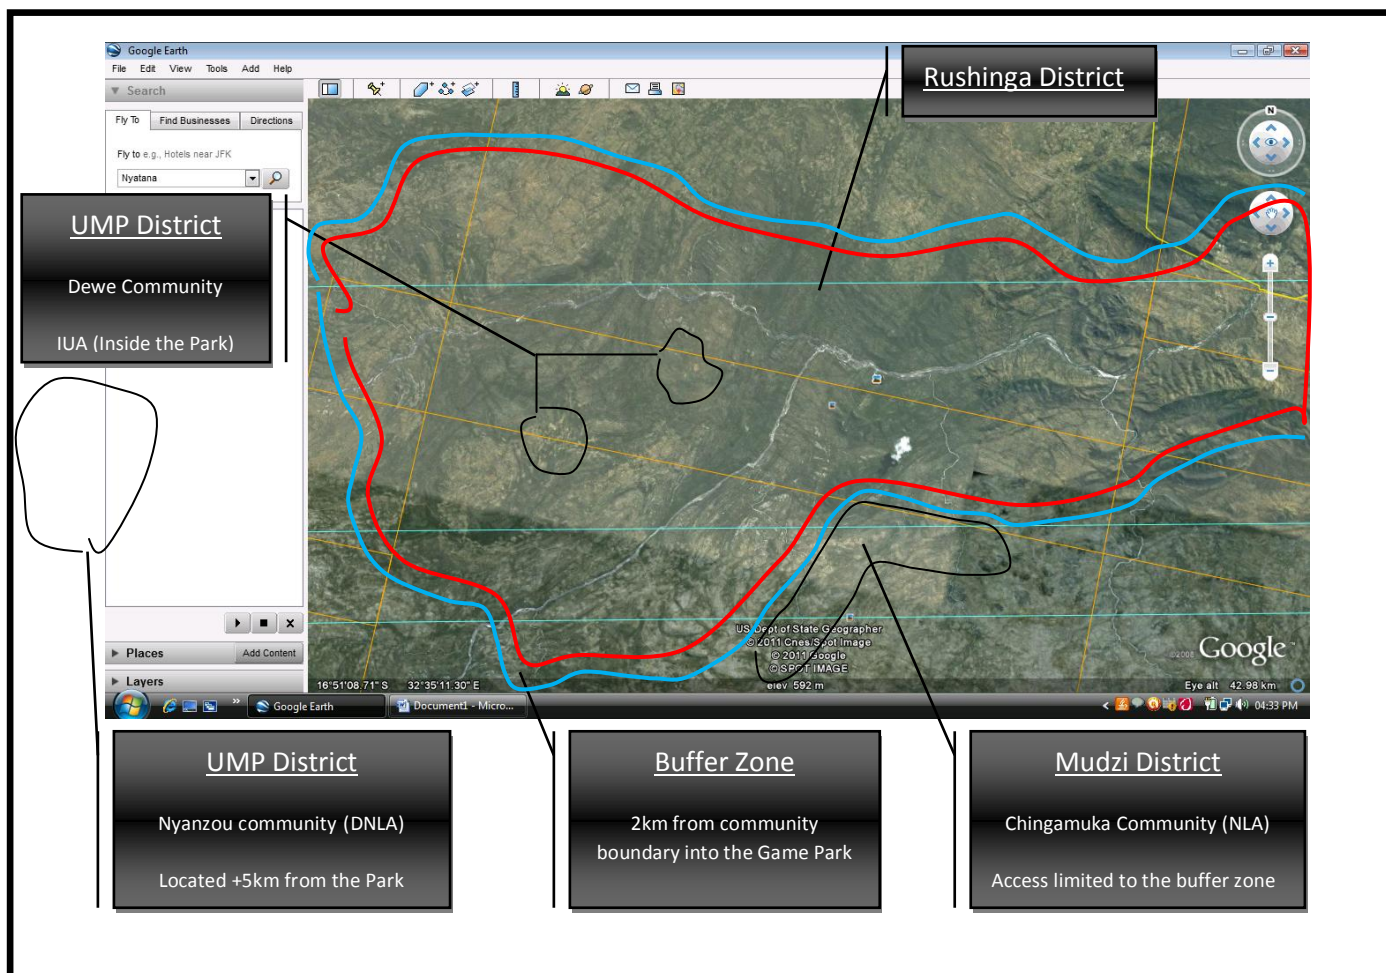 Google Earth
File Edit View Tools Add Help
Search
Fly To Find Businesses Directions
Fly to e.g., Hotels near JFK
Nyatana
Rushinga District
N
UMP District
Dewe Community
IUA (Inside the Park)
US Dept of State Geographer
© 2011 Cnes/Spot Image
© 2011 Google
© SPOT IMAGE
©2008 Google™
Places Add Content
Layers
16°51'08.71" S 32°35'11.30" E elev 592 m Eye alt 42.98 km
» Google Earth Document1 - Micro... 04:33 PM
UMP District
Nyanzou community (DNLA)
Located +5km from the Park
Buffer Zone
2km from community
boundary into the Game Park
Mudzi District
Chingamuka Community (NLA)
Access limited to the buffer zone